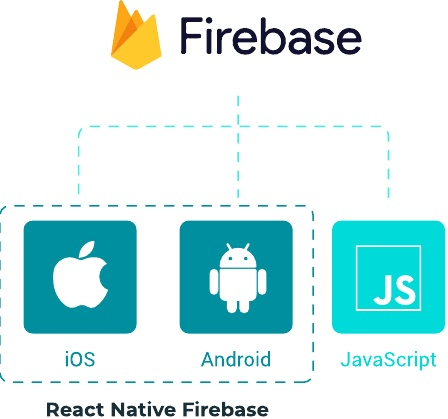 Firebase
JS
iOS
Android
JavaScript
React Native Firebase